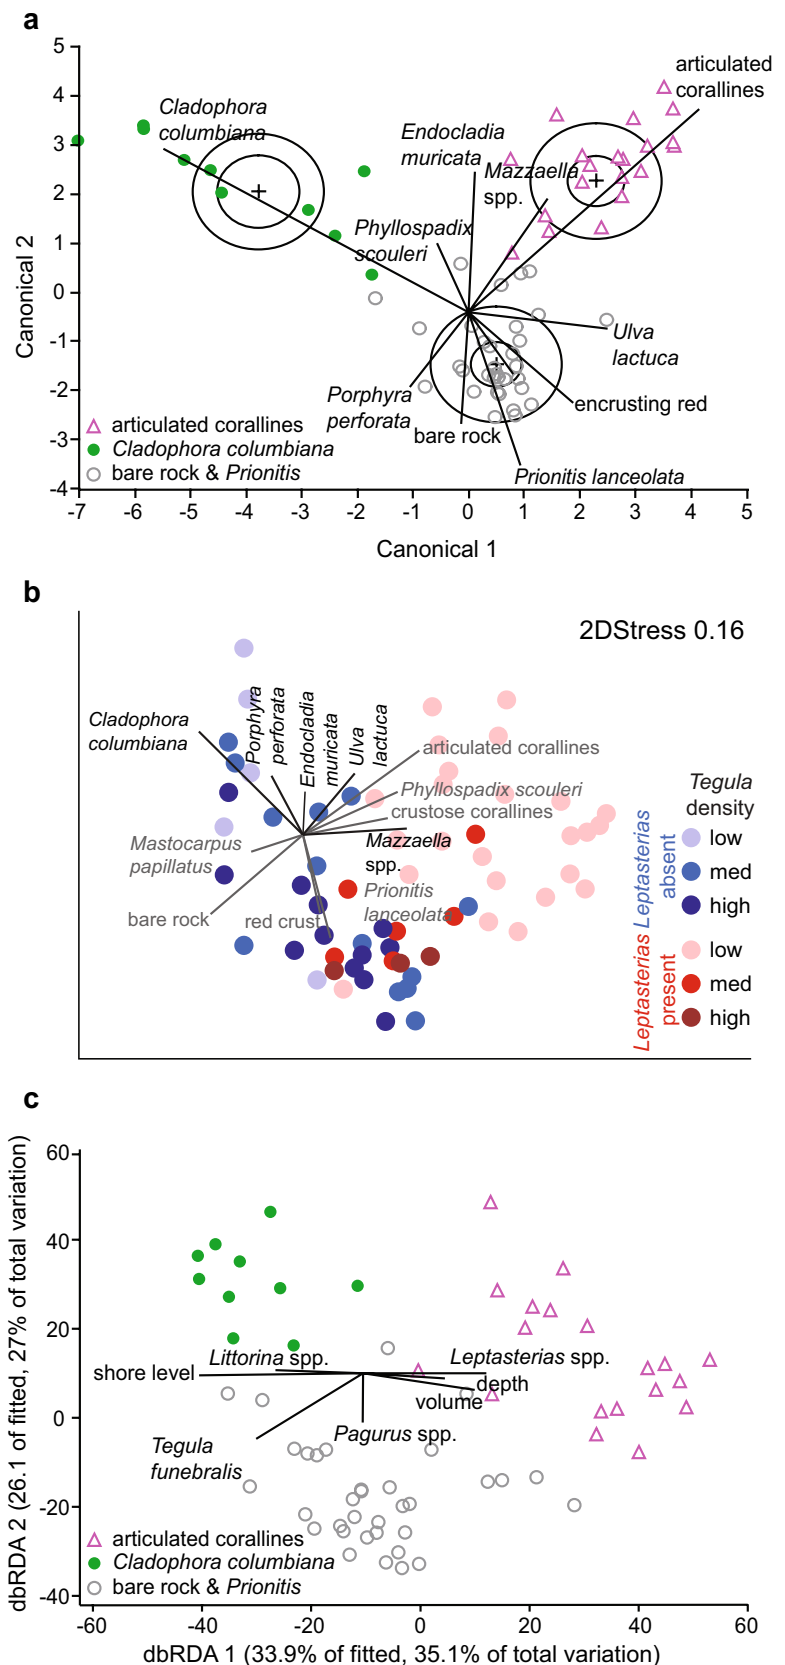 a
5
4
3
2
1
0
-1
-2
-3
-4
Canonical 2
-7
-6
-5
-4
-3
-2
-1
0
1
2
3
4
5
Canonical 1
articulated
corallines
Cladophora
columbiana
Endocladia
muricata
Mazzaella
spp.
Phyllospadix
scouleri
Ulva
lactuca
Porphyra
perforata
encrusting red
bare rock
Prionitis lanceolata
articulated corallines
Cladophora columbiana
bare rock & Prionitis
b
2DStress 0.16
Cladophora
columbiana
Porphyra
perforata
Endocladia
muricata
Ulva
lactuca
articulated corallines
Phyllospadix scouleri
crustose corallines
Mazzaella
spp.
Mastocarpus
papillatus
Prionitis
lanceolata
bare rock
red crust
Tegula
density
Leptasterias
absent
low
med
high
Leptasterias
present
low
med
high
c
60
40
20
0
-20
-40
dbRDA 2 (26.1 of fitted, 27% of total variation)
Littorina spp.
Leptasterias spp.
shore level
depth
volume
Pagurus spp.
Tegula
funebralis
articulated corallines
Cladophora columbiana
bare rock & Prionitis
-60
-40
-20
0
20
40
60
dbRDA 1 (33.9% of fitted, 35.1% of total variation)